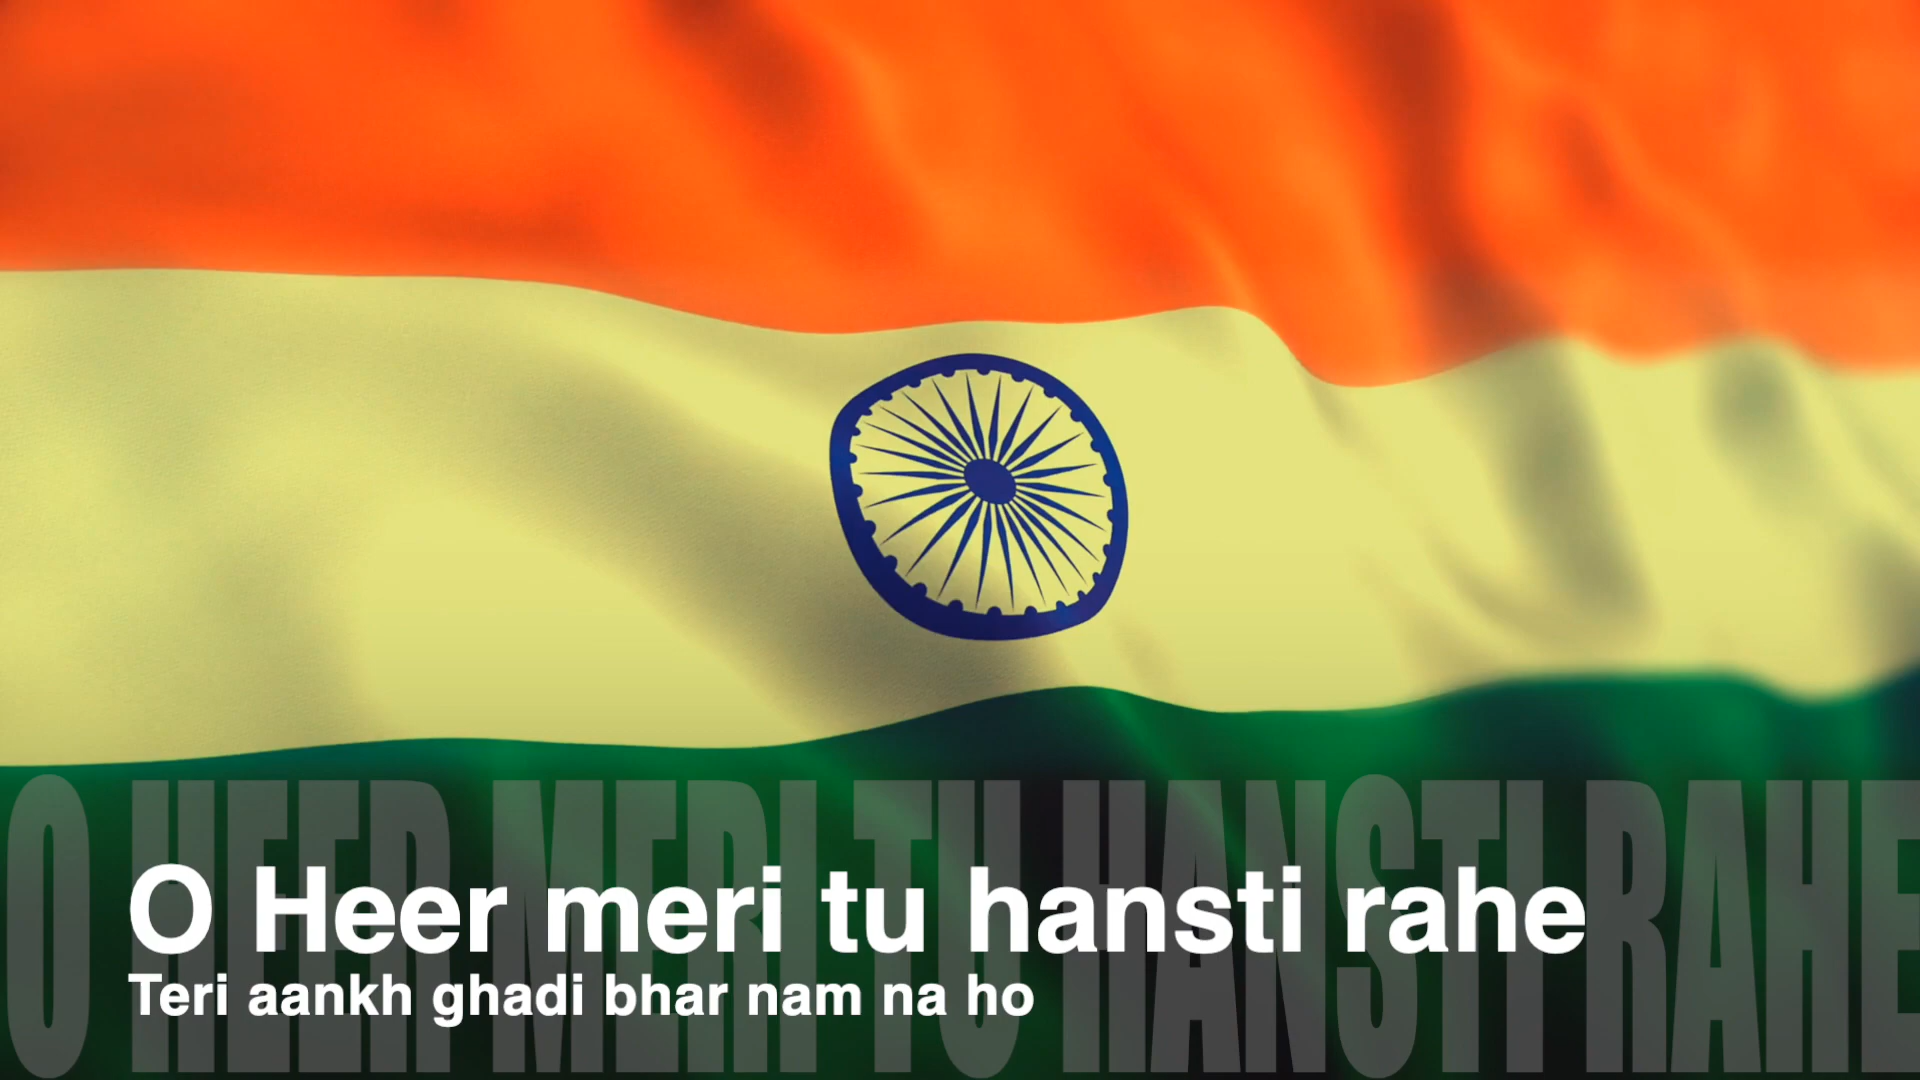 O HEER MERI TU HANSTI RAHE
O Heer meri tu hansti rahe
Teri aankh ghadi bhar nam na ho